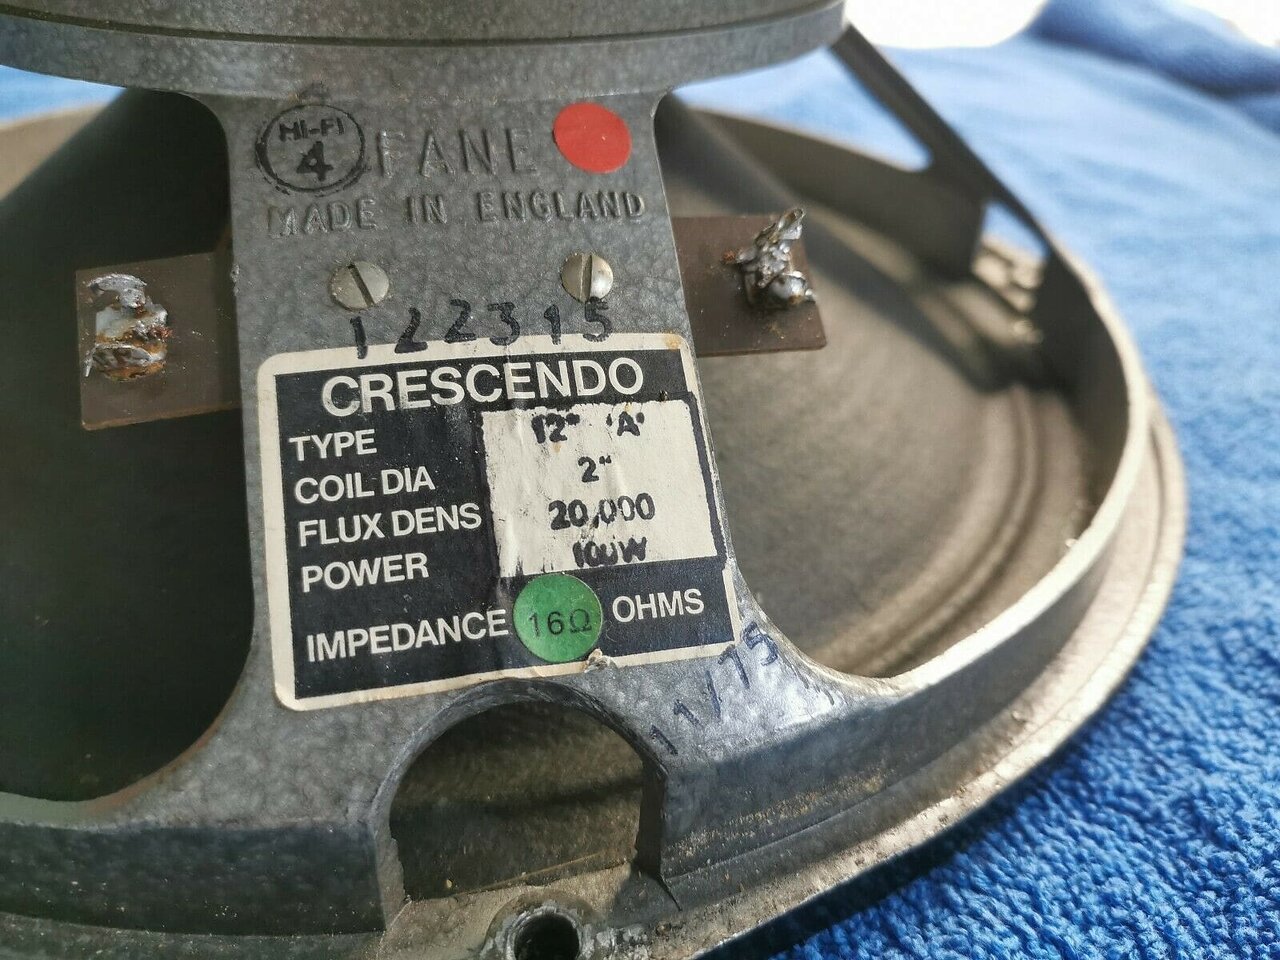 HI-FI
4
FANE
MADE IN ENGLAND
122315
CRESCENDO
TYPE 12" 'A'
COIL DIA 2"
FLUX DENS 20,000
POWER 100W
IMPEDANCE 16Ω OHMS
11/75